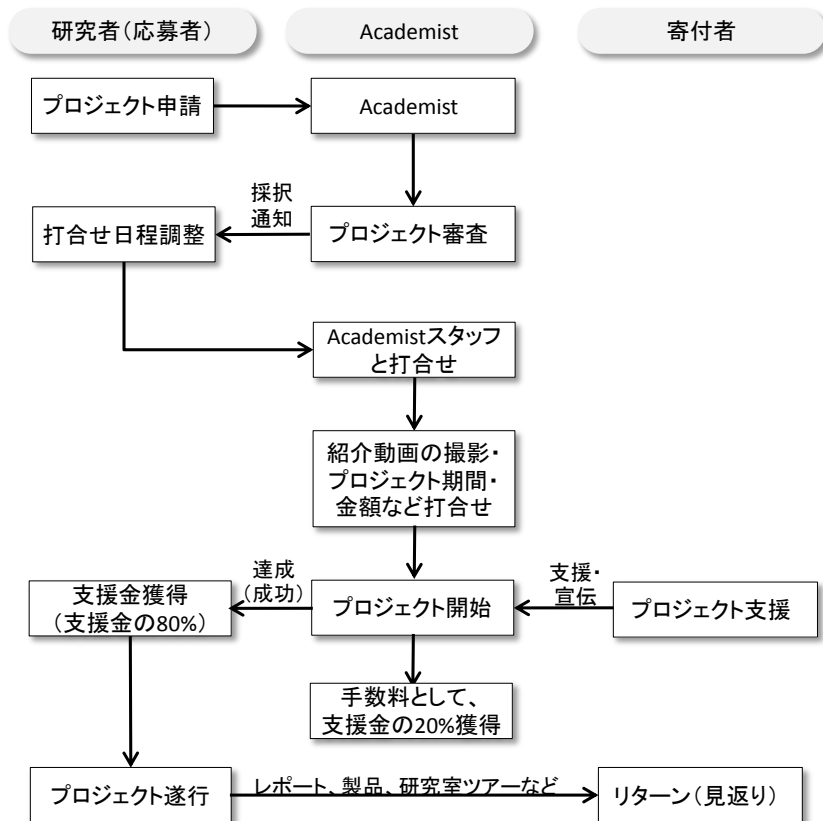 研究者（応募者）
Academist
寄付者
プロジェクト申請
Academist
採択
通知
打合せ日程調整
プロジェクト審査
Academistスタッフ
と打合せ
紹介動画の撮影・
プロジェクト期間・
金額など打合せ
達成
（成功）
支援・
宣伝
支援金獲得
（支援金の80%）
プロジェクト開始
プロジェクト支援
手数料として、
支援金の20%獲得
レポート、製品、研究室ツアーなど
プロジェクト遂行
リターン（見返り）